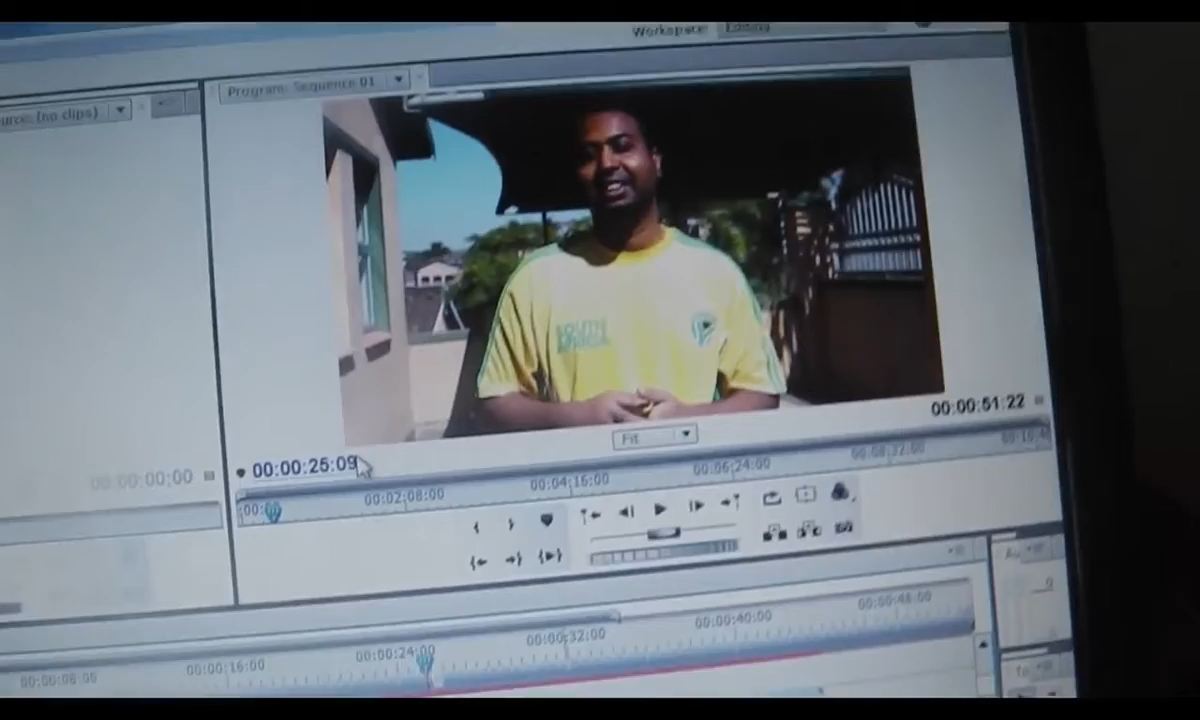 Workspace: Editing
Program: Sequence 01
urce: (no clips)
SOUTH
AFRICA
00:00:51:22
Fit
00:00:00:00
00:00:25:09
00:02:08:00
00:04:16:00
00:06:24:00
00:08:32:00
00:00:08:00
00:00:16:00
00:00:24:00
00:00:32:00
00:00:40:00
00:00:48:00